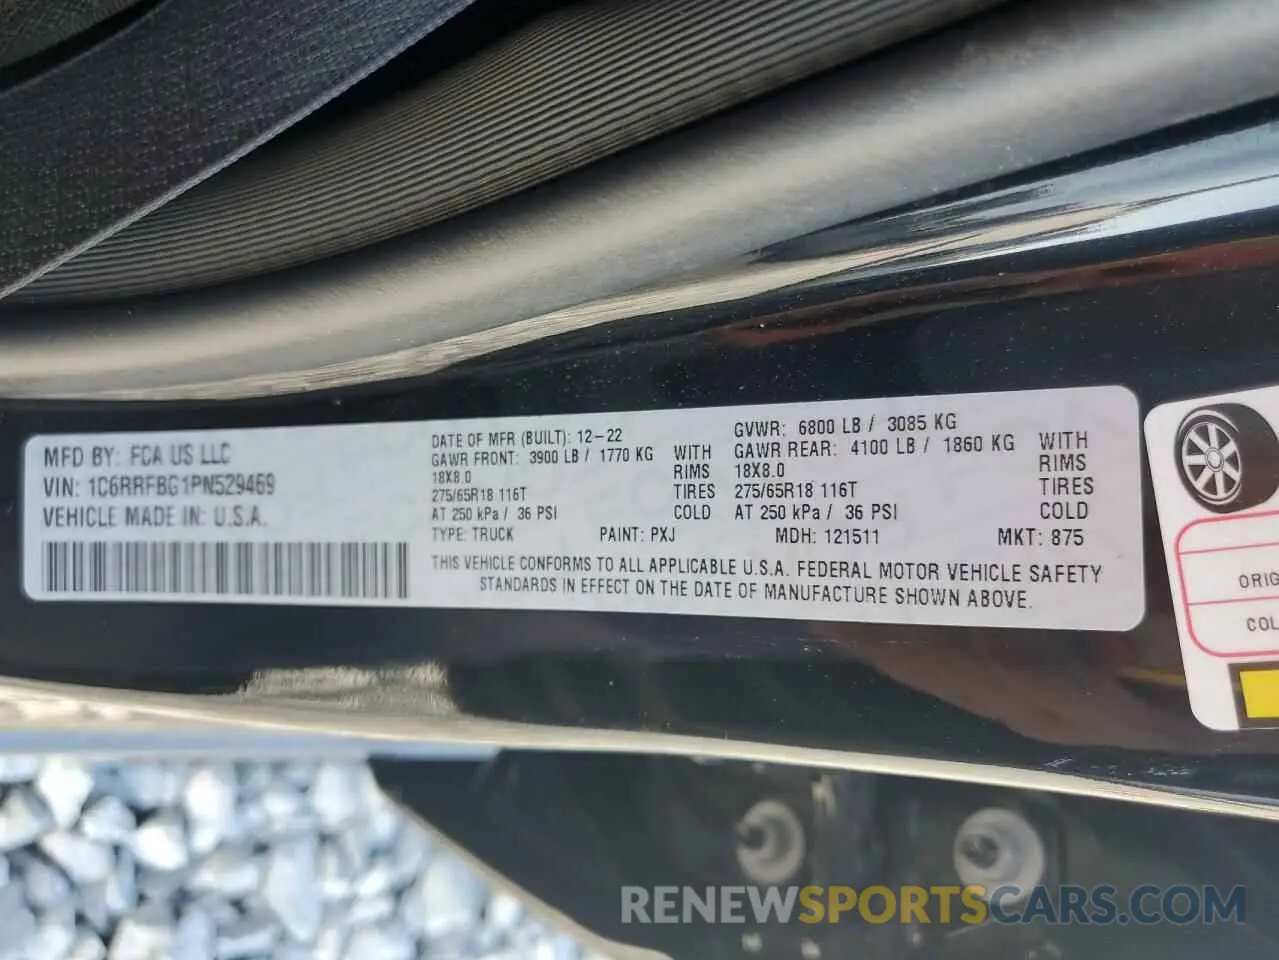 MFD BY: FCA US LLC
VIN: 1C6RRFBG1PN529469
VEHICLE MADE IN: U.S.A.
DATE OF MFR (BUILT): 12-22
GAWR FRONT: 3900 LB / 1770 KG WITH
18X8.0 RIMS
275/65R18 116T TIRES
AT 250 kPa / 36 PSI COLD
GVWR: 6800 LB / 3085 KG
GAWR REAR: 4100 LB / 1860 KG WITH
18X8.0 RIMS
275/65R18 116T TIRES
AT 250 kPa / 36 PSI COLD
TYPE: TRUCK PAINT: PXJ MDH: 121511 MKT: 875
THIS VEHICLE CONFORMS TO ALL APPLICABLE U.S.A. FEDERAL MOTOR VEHICLE SAFETY
STANDARDS IN EFFECT ON THE DATE OF MANUFACTURE SHOWN ABOVE.
ORIG
COL
RENEWSPORTSCARS.COM